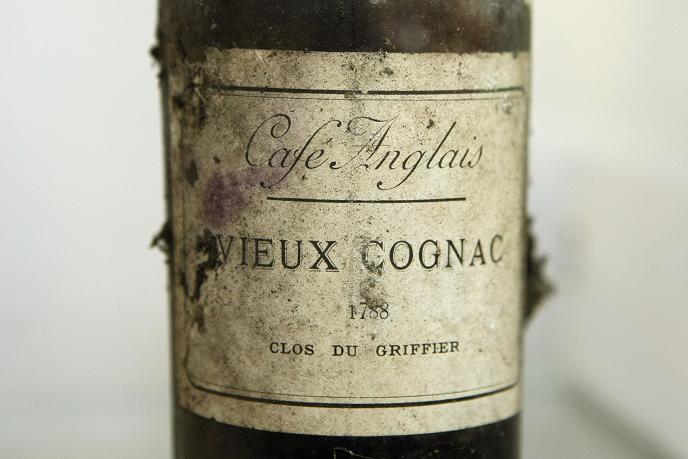 Café Anglais
VIEUX COGNAC
1788
CLOS DU GRIFFIER